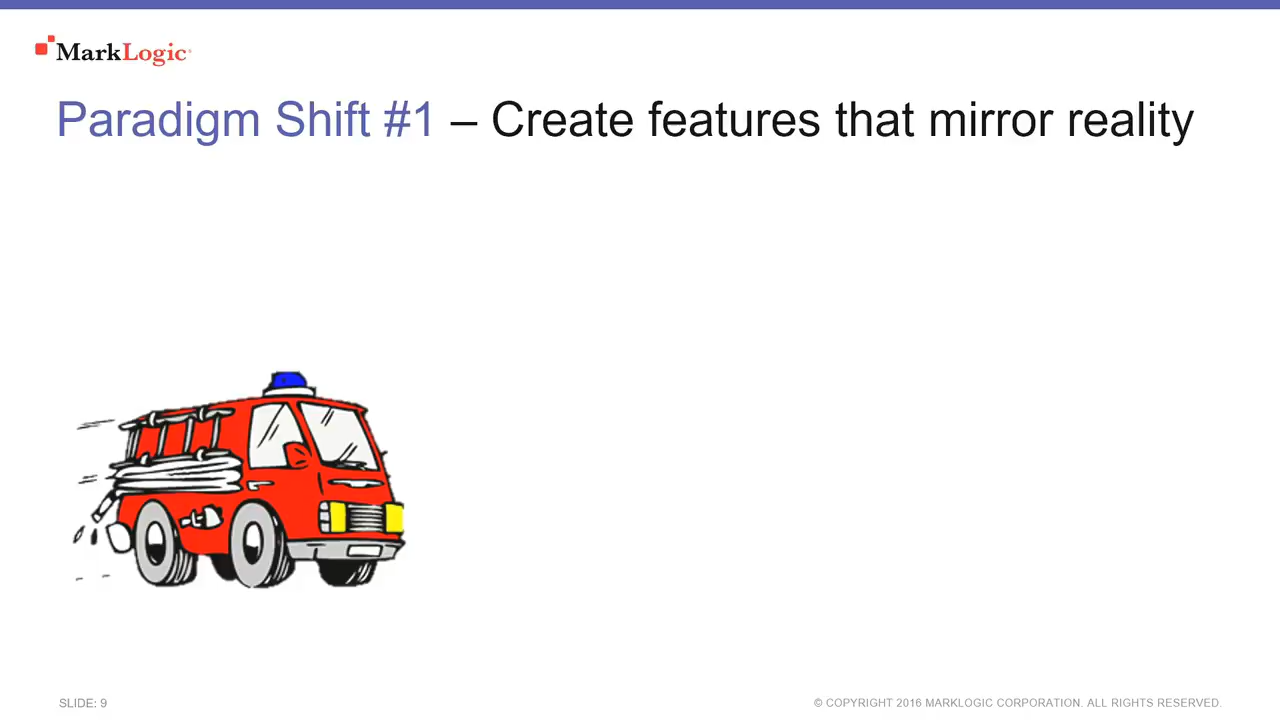 MarkLogic
Paradigm Shift #1 – Create features that mirror reality
SLIDE: 9
© COPYRIGHT 2016 MARKLOGIC CORPORATION. ALL RIGHTS RESERVED.